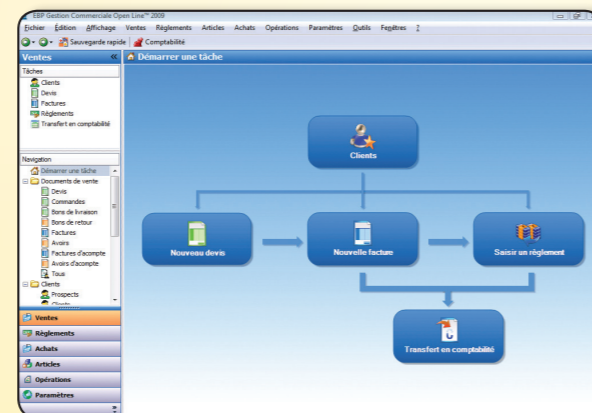 EBP Gestion Commerciale Open Line™ 2009
Fichier Édition Affichage Ventes Règlements Articles Achats Opérations Paramètres Outils Fenêtres ?
Sauvegarde rapide Comptabilité
Ventes «
Démarrer une tâche
Tâches
Clients
Devis
Factures
Règlements
Transfert en comptabilité
Navigation
Démarrer une tâche
Documents de vente
Devis
Commandes
Bons de livraison
Bons de retour
Factures
Avoirs
Factures d'acompte
Avoirs d'acompte
Tous
Clients
Prospects
Clients
Ventes
Règlements
Achats
Articles
Opérations
Paramètres
»
Clients
Nouveau devis
Nouvelle facture
Saisir un règlement
Transfert en comptabilité